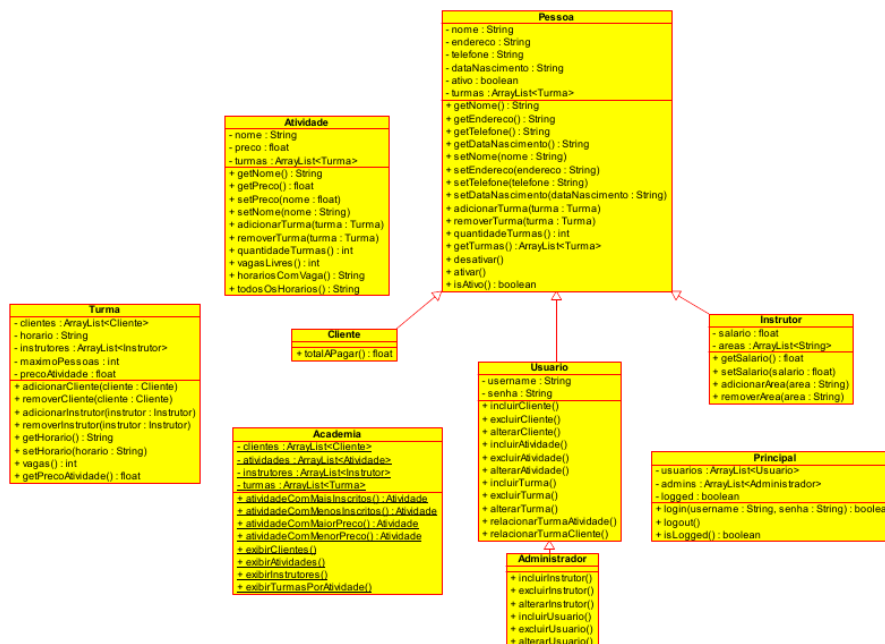 Pessoa
- nome : String
- endereco : String
- telefone : String
- dataNascimento : String
- ativo : boolean
- turmas : ArrayList<Turma>
+ getNome() : String
+ getEndereco() : String
+ getTelefone() : String
+ getDataNascimento() : String
+ setNome(nome : String)
+ setEndereco(endereco : String)
+ setTelefone(telefone : String)
+ setDataNascimento(dataNascimento : String)
+ adicionarTurma(turma : Turma)
+ removerTurma(turma : Turma)
+ quantidadeTurmas() : int
+ getTurmas() : ArrayList<Turma>
+ desativar()
+ ativar()
+ isAtivo() : boolean
Atividade
- nome : String
- preco : float
- turmas : ArrayList<Turma>
+ getNome() : String
+ getPreco() : float
+ setPreco(nome : float)
+ setNome(nome : String)
+ adicionarTurma(turma : Turma)
+ removerTurma(turma : Turma)
+ quantidadeTurmas() : int
+ vagasLivres() : int
+ horariosComVaga() : String
+ todosOsHorarios() : String
Turma
- clientes : ArrayList<Cliente>
- horario : String
- instrutores : ArrayList<Instrutor>
- maximoPessoas : int
- precoAtividade : float
+ adicionarCliente(cliente : Cliente)
+ removerCliente(cliente : Cliente)
+ adicionarInstrutor(instrutor : Instrutor)
+ removerInstrutor(instrutor : Instrutor)
+ getHorario() : String
+ setHorario(horario : String)
+ vagas() : int
+ getPrecoAtividade() : float
Cliente
+ totalAPagar() : float
Usuario
- username : String
- senha : String
+ incluirCliente()
+ excluirCliente()
+ alterarCliente()
+ incluirAtividade()
+ excluirAtividade()
+ alterarAtividade()
+ incluirTurma()
+ excluirTurma()
+ alterarTurma()
+ relacionarTurmaAtividade()
+ relacionarTurmaCliente()
Instrutor
- salario : float
- areas : ArrayList<String>
+ getSalario() : float
+ setSalario(salario : float)
+ adicionarArea(area : String)
+ removerArea(area : String)
Academia
- clientes : ArrayList<Cliente>
- atividades : ArrayList<Atividade>
- instrutores : ArrayList<Instrutor>
- turmas : ArrayList<Turma>
+ atividadeComMaisInscritos() : Atividade
+ atividadeComMenosInscritos() : Atividade
+ atividadeComMaiorPreco() : Atividade
+ atividadeComMenorPreco() : Atividade
+ exibirClientes()
+ exibirAtividades()
+ exibirInstrutores()
+ exibirTurmasPorAtividade()
Principal
- usuarios : ArrayList<Usuario>
- admins : ArrayList<Administrador>
- logged : boolean
+ login(username : String, senha : String) : boolea
+ logout()
+ isLogged() : boolean
Administrador
+ incluirInstrutor()
+ excluirInstrutor()
+ alterarInstrutor()
+ incluirUsuario()
+ excluirUsuario()
+ alterarUsuario()